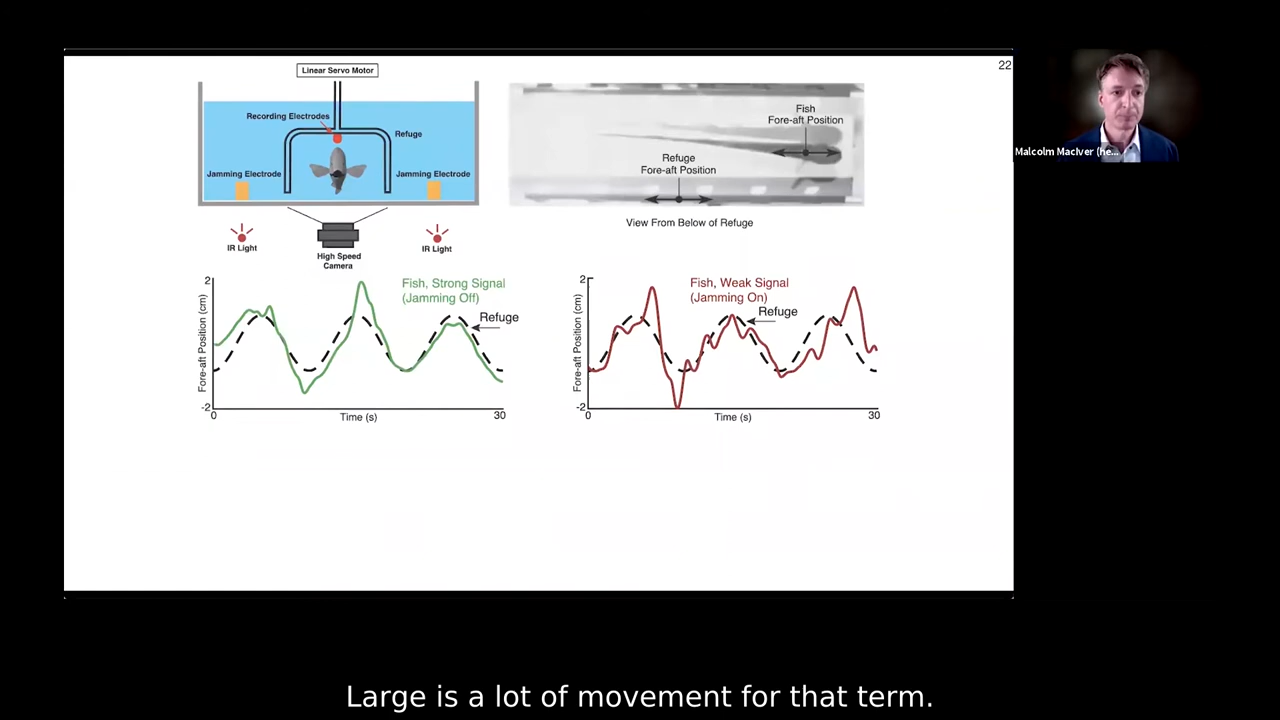 22
Linear Servo Motor
Recording Electrodes
Refuge
Jamming Electrode
Jamming Electrode
IR Light
IR Light
High Speed
Camera
Fish
Fore-aft Position
Refuge
Fore-aft Position
View From Below of Refuge
Malcolm MacIver (he...
2
Fish, Strong Signal
(Jamming Off)
Refuge
Fore-aft Position (cm)
-2
0
Time (s)
30
2
Fish, Weak Signal
(Jamming On)
Refuge
Fore-aft Position (cm)
-2
0
Time (s)
30
Large is a lot of movement for that term.